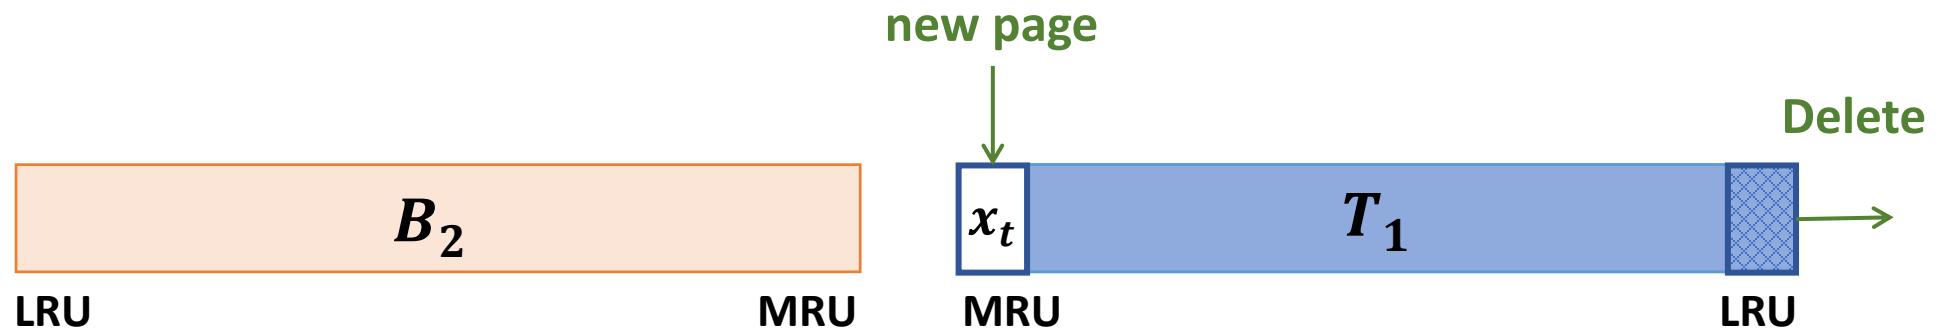 new page
Delete
B₂
xₜ
T₁
LRU
MRU
MRU
LRU